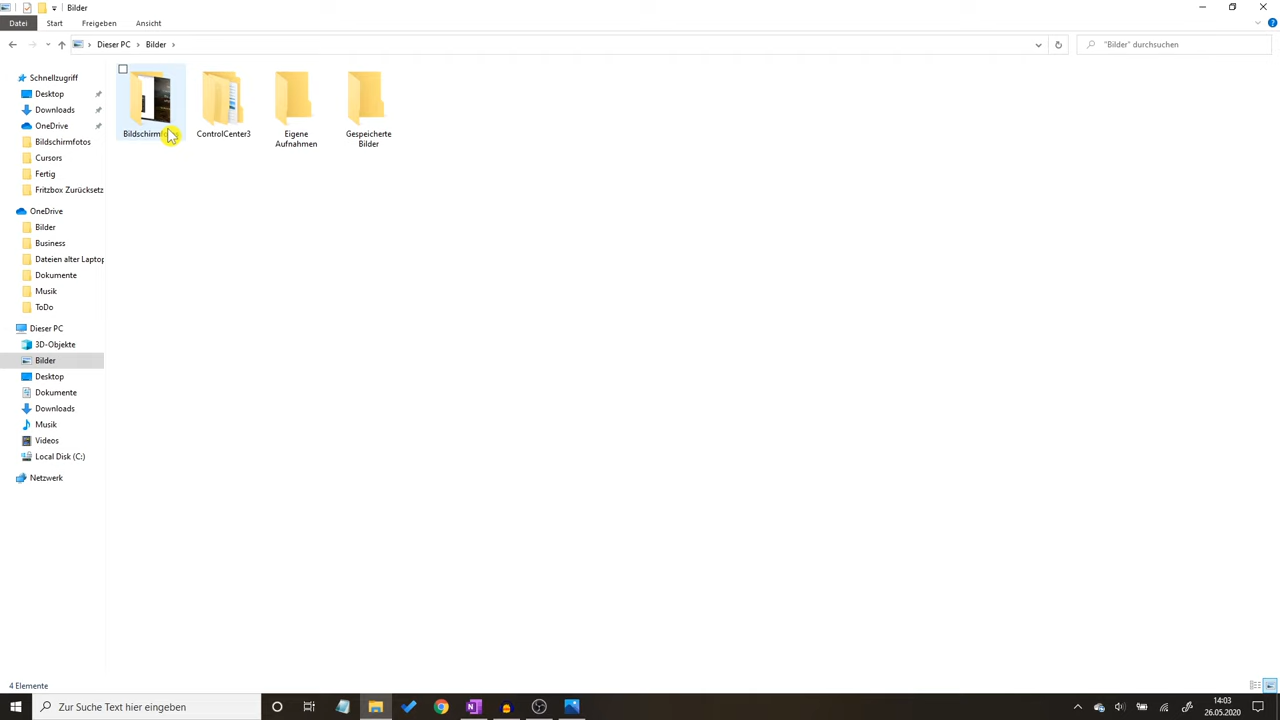 Bilder
Datei Start Freigeben Ansicht
Dieser PC Bilder
"Bilder" durchsuchen
Schnellzugriff
Desktop
Downloads
OneDrive
Bildschirmfotos
Cursors
Fertig
Fritzbox Zurücksetz
OneDrive
Bilder
Business
Dateien alter Laptop
Dokumente
Musik
ToDo
Dieser PC
3D-Objekte
Bilder
Desktop
Dokumente
Downloads
Musik
Videos
Local Disk (C:)
Netzwerk
ControlCenter3
Eigene
Aufnahmen
Gespeicherte
Bilder
4 Elemente
Zur Suche Text hier eingeben
14:03
26.05.2020